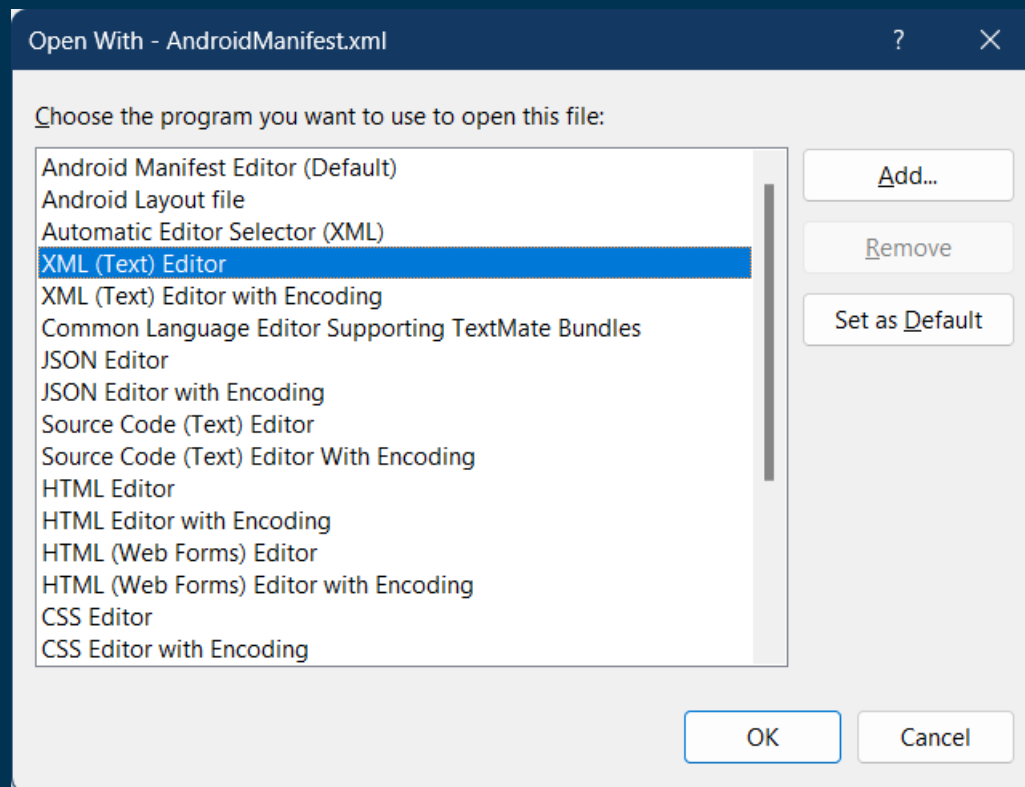 Open With - AndroidManifest.xml
Choose the program you want to use to open this file:
Android Manifest Editor (Default)
Android Layout file
Automatic Editor Selector (XML)
XML (Text) Editor
XML (Text) Editor with Encoding
Common Language Editor Supporting TextMate Bundles
JSON Editor
JSON Editor with Encoding
Source Code (Text) Editor
Source Code (Text) Editor With Encoding
HTML Editor
HTML Editor with Encoding
HTML (Web Forms) Editor
HTML (Web Forms) Editor with Encoding
CSS Editor
CSS Editor with Encoding
Add...
Remove
Set as Default
OK
Cancel